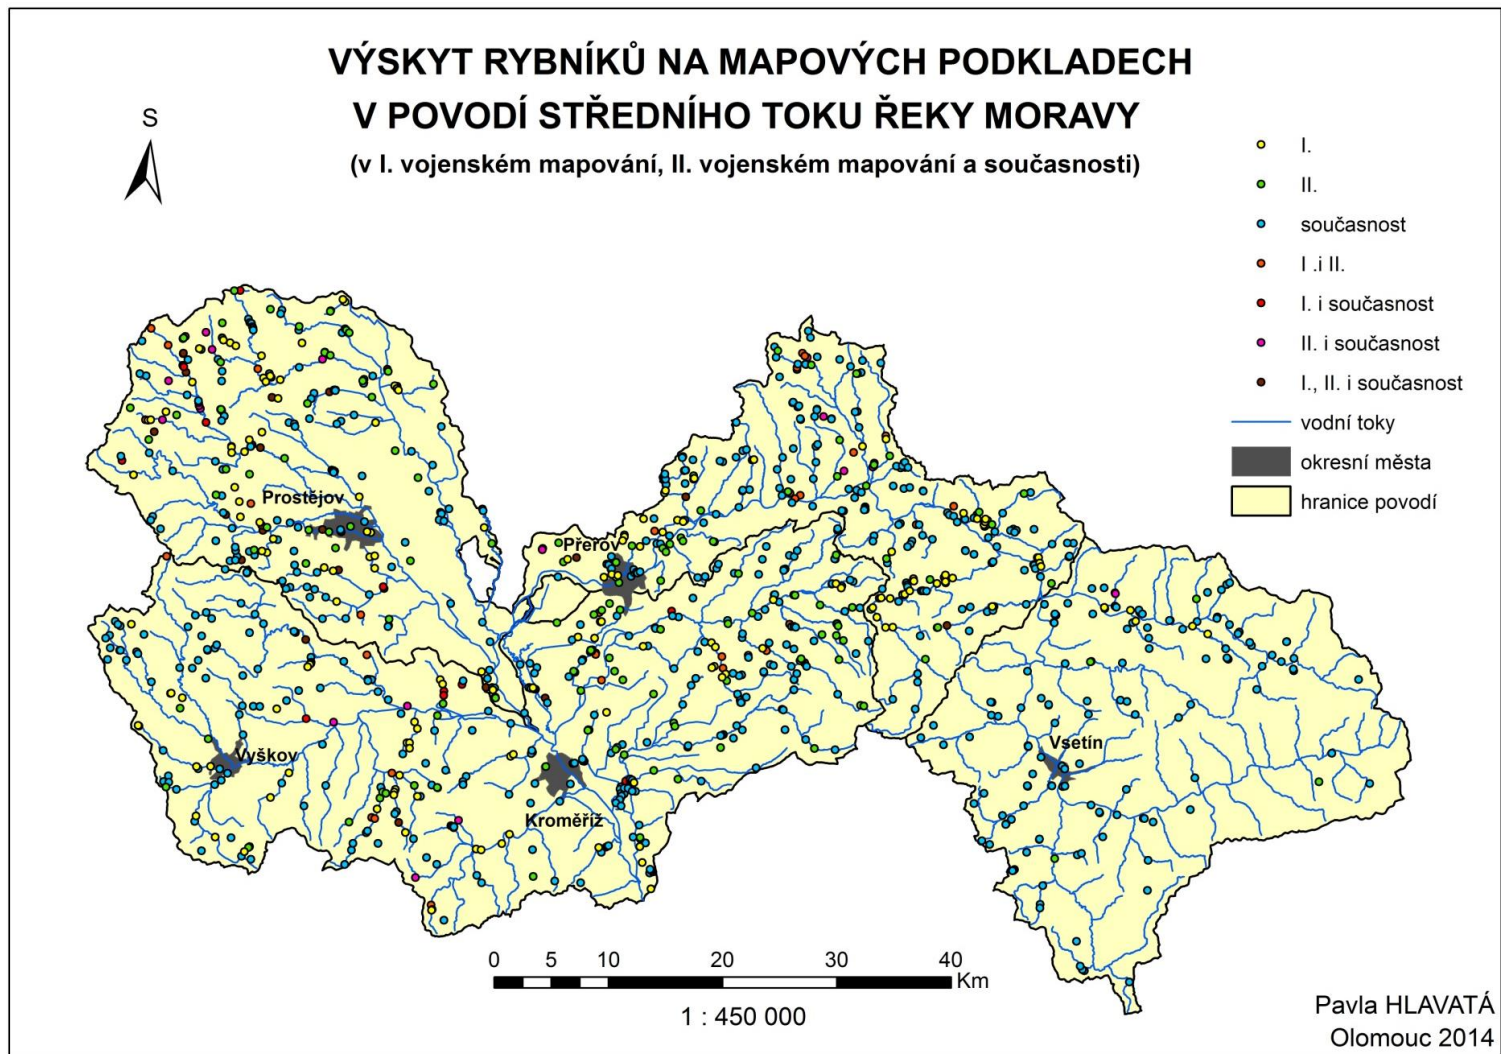 VÝSKYT RYBNÍKŮ NA MAPOVÝCH PODKLADECH
V POVODÍ STŘEDNÍHO TOKU ŘEKY MORAVY
(v I. vojenském mapování, II. vojenském mapování a současnosti)
S
I.
II.
současnost
I .i II.
I. i současnost
II. i současnost
I., II. i současnost
vodní toky
okresní města
hranice povodí
Prostějov
Přerov
Vyškov
Vsetín
Kroměříž
0 5 10 20 30 40
Km
1 : 450 000
Pavla HLAVATÁ
Olomouc 2014